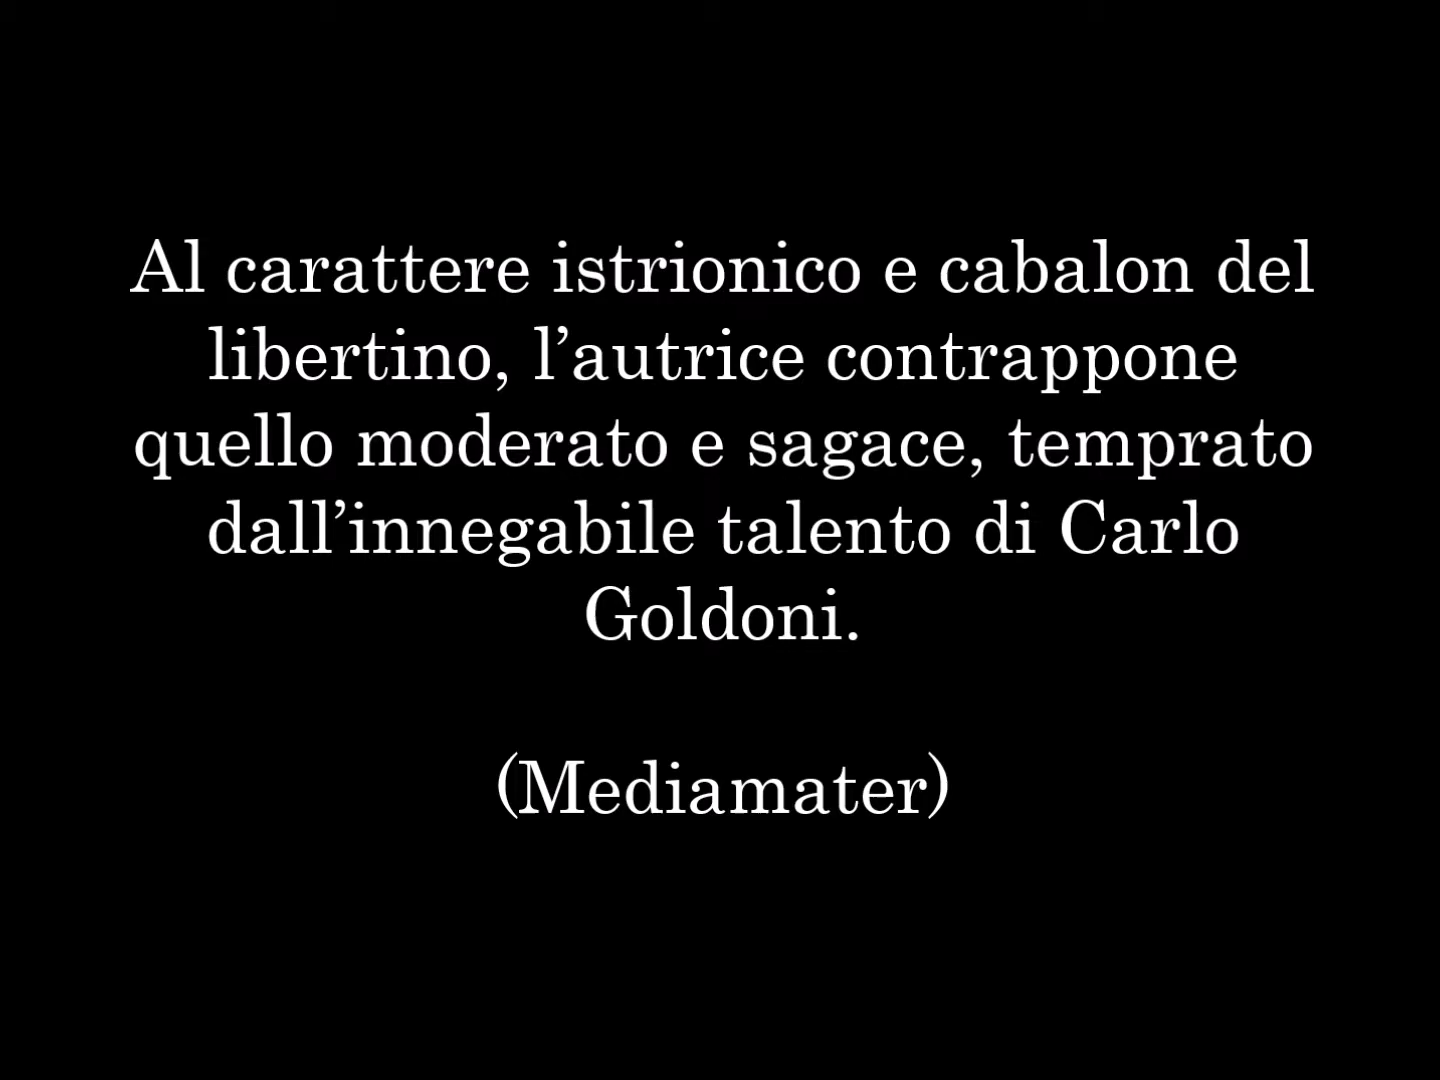 Al carattere istrionico e cabalon del
libertino, l’autrice contrappone
quello moderato e sagace, temprato
dall’innegabile talento di Carlo
Goldoni.
(Mediamater)